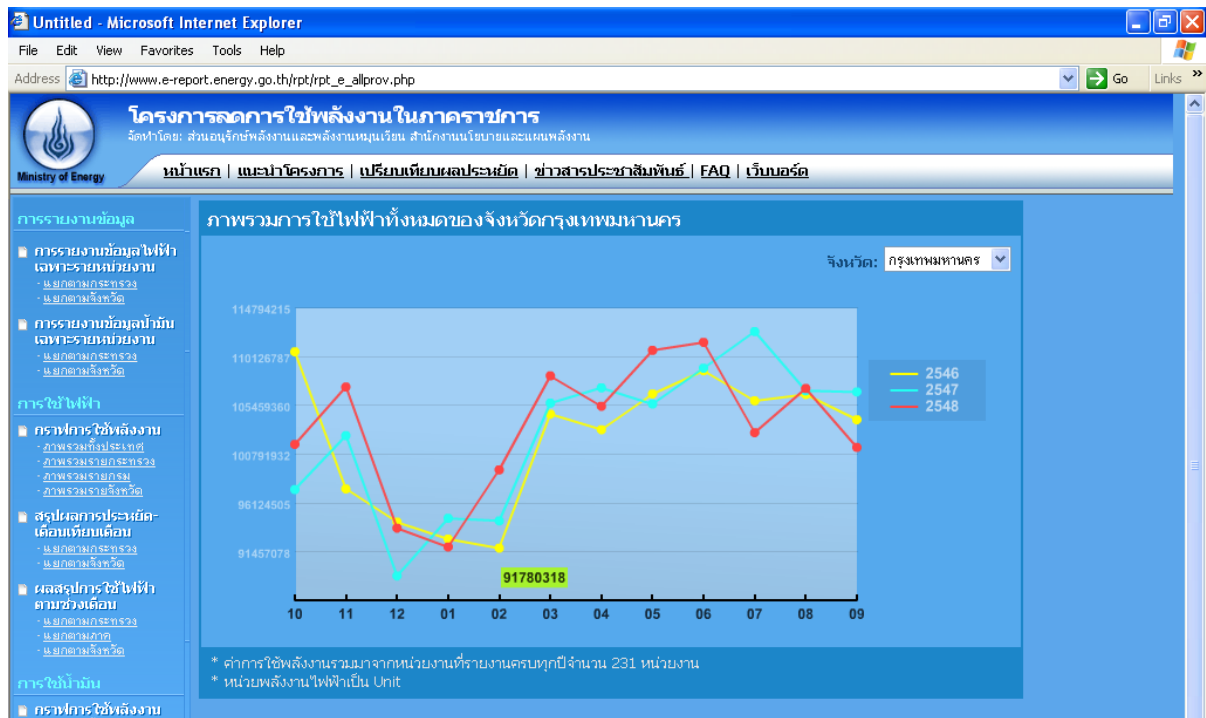 Untitled - Microsoft Internet Explorer
File Edit View Favorites Tools Help
Address http://www.e-report.energy.go.th/rpt/rpt_e_allprov.php Go Links »
โครงการลดการใช้พลังงานในภาคราชการ
จัดทำโดย: ส่วนอนุรักษ์พลังงานและพลังงานหมุนเวียน สำนักงานนโยบายและแผนพลังงาน
Ministry of Energy
หน้าแรก | แนะนำโครงการ | เปรียบเทียบผลประหยัด | ข่าวสารประชาสัมพันธ์ | FAQ | เว็บบอร์ด
การรายงานข้อมูล
การรายงานข้อมูลไฟฟ้า
เฉพาะรายหน่วยงาน
- แยกตามกระทรวง
- แยกตามจังหวัด
การรายงานข้อมูลน้ำมัน
เฉพาะรายหน่วยงาน
- แยกตามกระทรวง
- แยกตามจังหวัด
การใช้ไฟฟ้า
กราฟการใช้พลังงาน
- ภาพรวมทั้งประเทศ
- ภาพรวมรายกระทรวง
- ภาพรวมรายกรม
- ภาพรวมรายจังหวัด
สรุปผลการประหยัด-
เดือนเทียบเดือน
- แยกตามกระทรวง
- แยกตามจังหวัด
ผลสรุปการใช้ไฟฟ้า
ตามช่วงเดือน
- แยกตามกระทรวง
- แยกตามภาค
- แยกตามจังหวัด
การใช้น้ำมัน
กราฟการใช้พลังงาน
ภาพรวมการใช้ไฟฟ้าทั้งหมดของจังหวัดกรุงเทพมหานคร
จังหวัด: กรุงเทพมหานคร
114794215
110126787
105459360
100791932
96124505
91457078
91780318
10 11 12 01 02 03 04 05 06 07 08 09
2546
2547
2548
* ค่าการใช้พลังงานรวมมาจากหน่วยงานที่รายงานครบทุกปีจำนวน 231 หน่วยงาน
* หน่วยพลังงานไฟฟ้าเป็น Unit